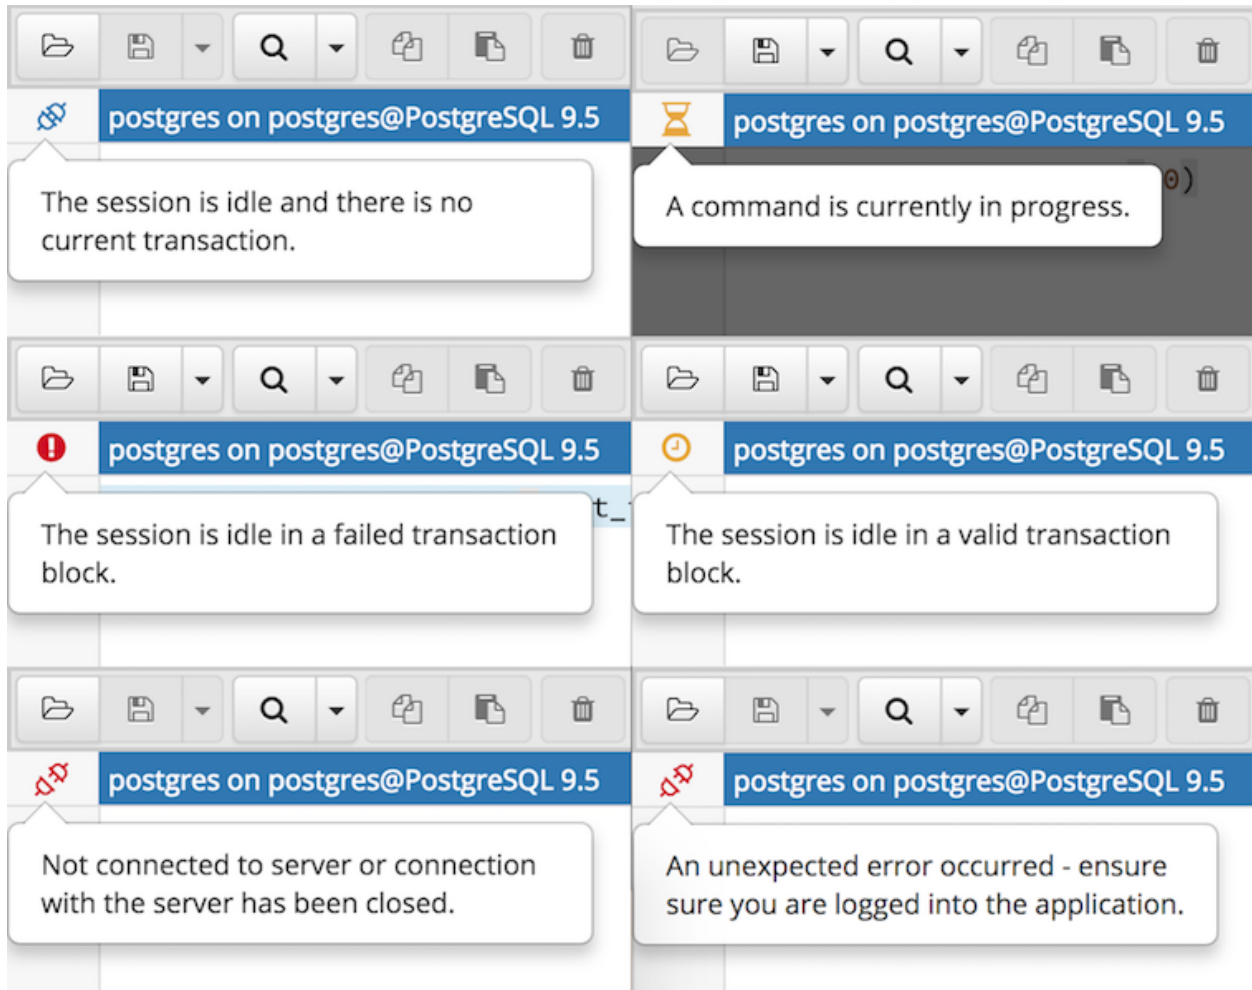 postgres on postgres@PostgreSQL 9.5
The session is idle and there is no
current transaction.
postgres on postgres@PostgreSQL 9.5
0)
A command is currently in progress.
postgres on postgres@PostgreSQL 9.5
t_
The session is idle in a failed transaction
block.
postgres on postgres@PostgreSQL 9.5
The session is idle in a valid transaction
block.
postgres on postgres@PostgreSQL 9.5
Not connected to server or connection
with the server has been closed.
postgres on postgres@PostgreSQL 9.5
An unexpected error occurred - ensure
sure you are logged into the application.